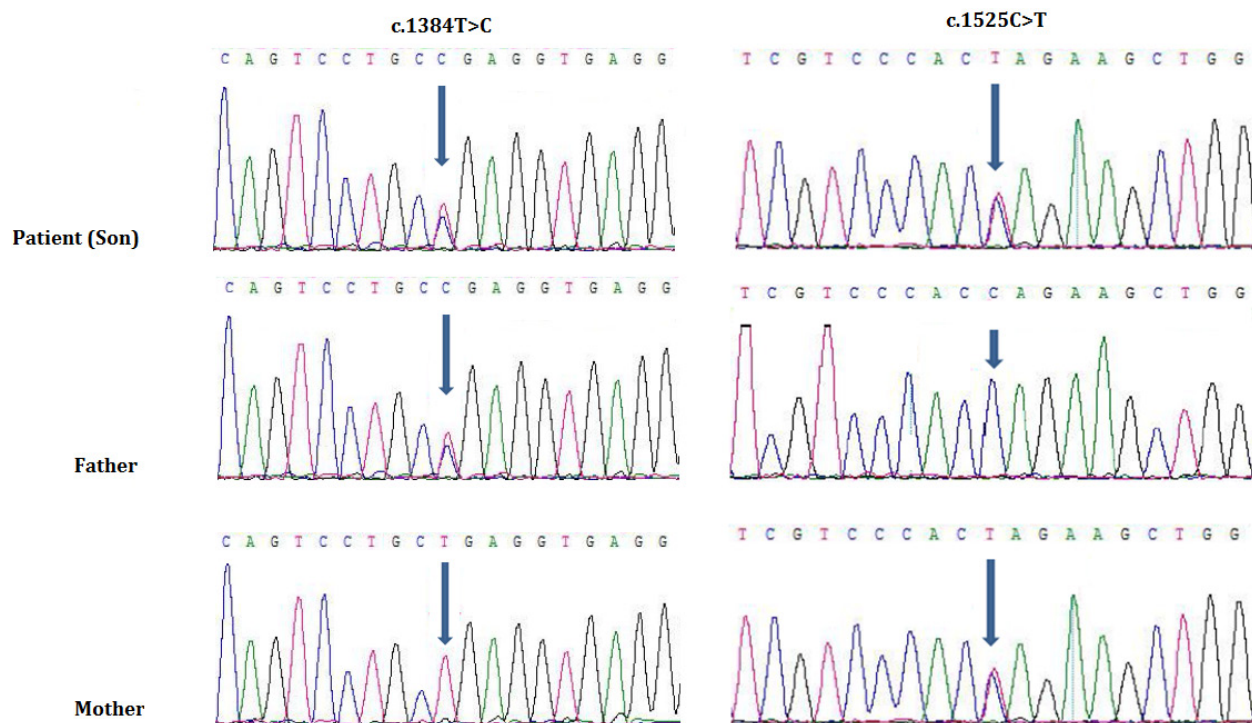 c.1384T>C
c.1525C>T
C A G T C C T G C C G A G G T G A G G
T C G T C C C A C T A G A A G C T G G
Patient (Son)
C A G T C C T G C C G A G G T G A G G
T C G T C C C A C C A G A A G C T G G
Father
C A G T C C T G C T G A G G T G A G G
T C G T C C C A C T A G A A G C T G G
Mother